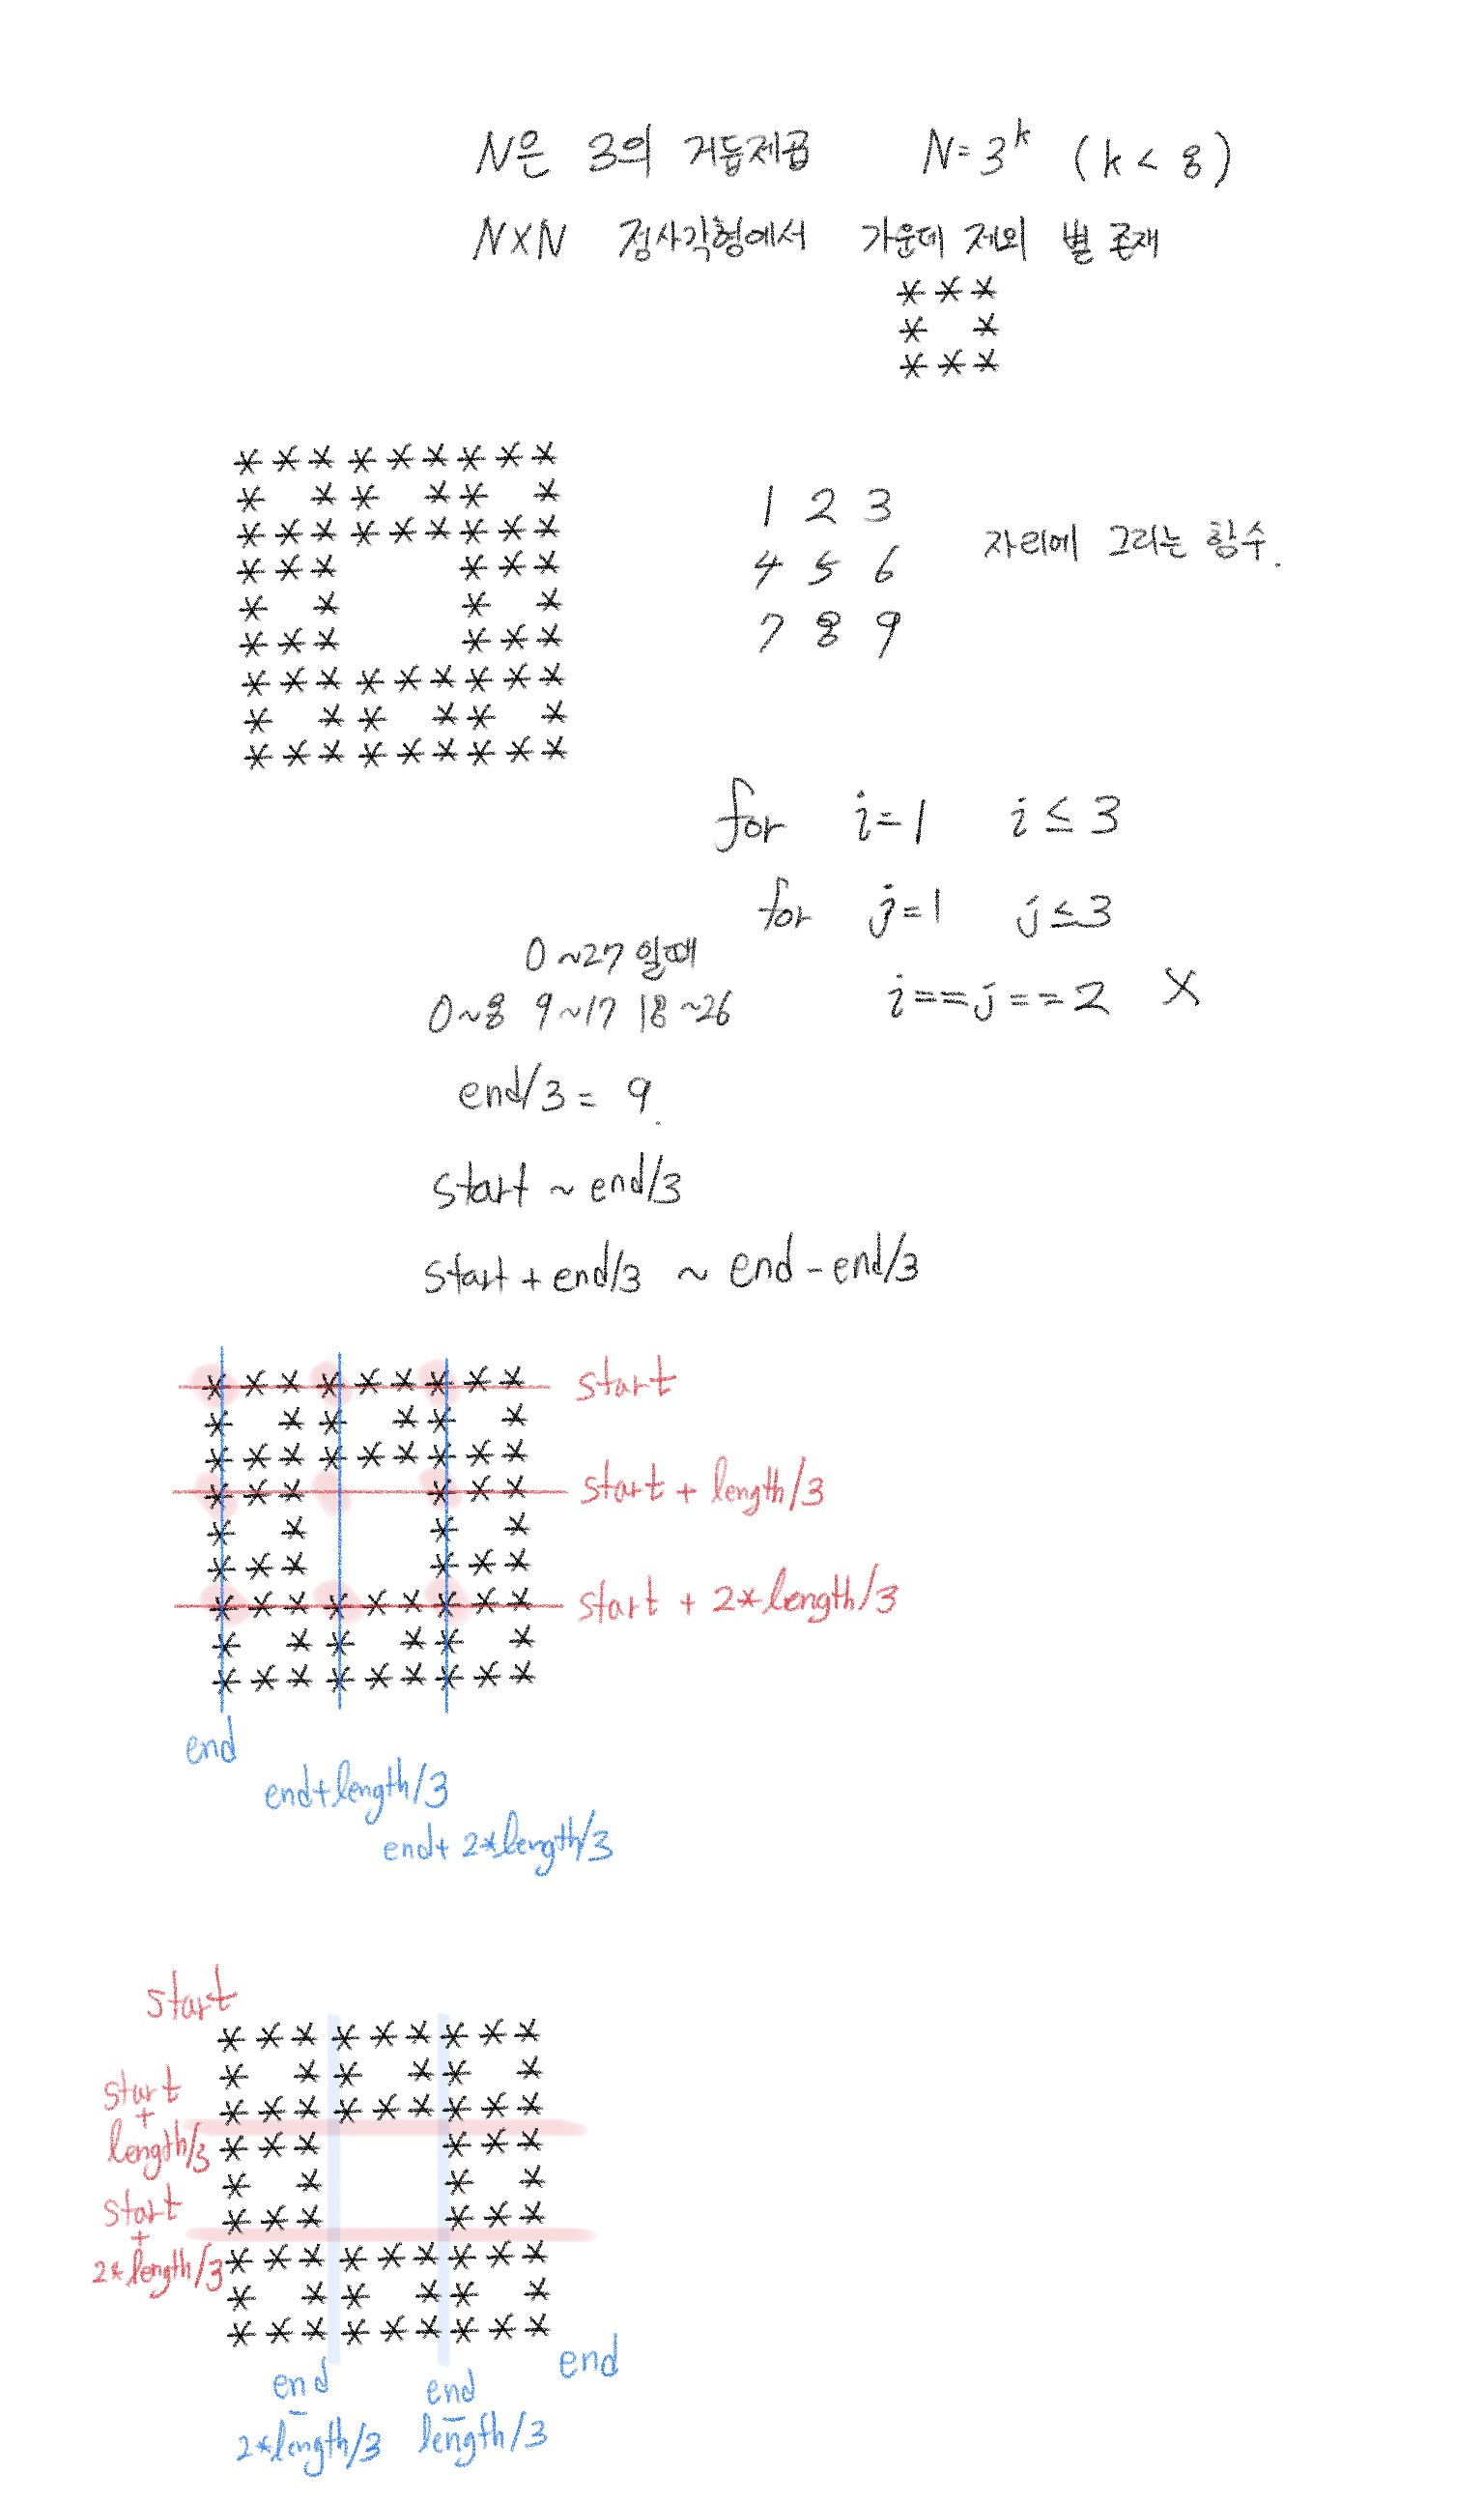 N은 3의 거듭제곱 N=3^k (k < 8)
N×N 정사각형에서 가운데 제외 별 존재
* * *
*   *
* * *
* * * * * * * * *
*   * *   * *   *
* * * * * * * * *
* * *       * * *
*   *       *   *
* * *       * * *
* * * * * * * * *
*   * *   * *   *
* * * * * * * * *
1 2 3
4 5 6 자리에 그리는 함수.
7 8 9
for i=1 i≤3
for j=1 j≤3
i==j==2 X
0~27일때
0~8 9~17 18~26
end/3 = 9.
start ~ end/3
start + end/3 ~ end - end/3
* * * * * * * * * start
*   * *   * *   *
* * * * * * * * *
* * *       * * * start + length/3
*   *       *   *
* * *       * * *
* * * * * * * * * start + 2*length/3
*   * *   * *   *
* * * * * * * * *
end
end+length/3
end+ 2*length/3
start
* * * * * * * * *
*   * *   * *   *
* * * * * * * * *
* * *       * * *
*   *       *   *
* * *       * * *
* * * * * * * * *
*   * *   * *   *
* * * * * * * * *
start
+
length/3
start
+
2*length/3
end
-
2*length/3
end
-
length/3
end